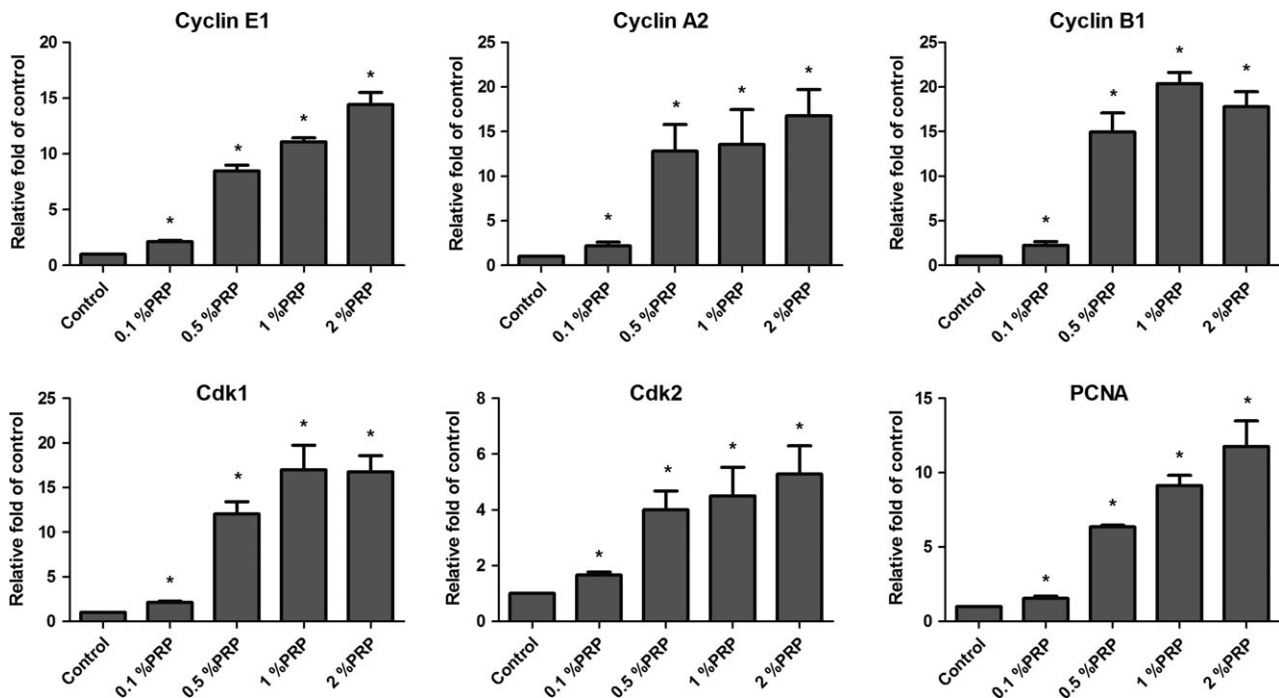 Cyclin E1
Relative fold of control
20
15
10
5
0
*
*
*
*
Control
0.1 %PRP
0.5 %PRP
1 %PRP
2 %PRP
Cyclin A2
Relative fold of control
25
20
15
10
5
0
*
*
*
*
Control
0.1 %PRP
0.5 %PRP
1 %PRP
2 %PRP
Cyclin B1
Relative fold of control
25
20
15
10
5
0
*
*
*
*
Control
0.1 %PRP
0.5 %PRP
1 %PRP
2 %PRP
Cdk1
Relative fold of control
25
20
15
10
5
0
*
*
*
*
Control
0.1 %PRP
0.5 %PRP
1 %PRP
2 %PRP
Cdk2
Relative fold of control
8
6
4
2
0
*
*
*
*
Control
0.1 %PRP
0.5 %PRP
1 %PRP
2 %PRP
PCNA
Relative fold of control
15
10
5
0
*
*
*
*
Control
0.1 %PRP
0.5 %PRP
1 %PRP
2 %PRP